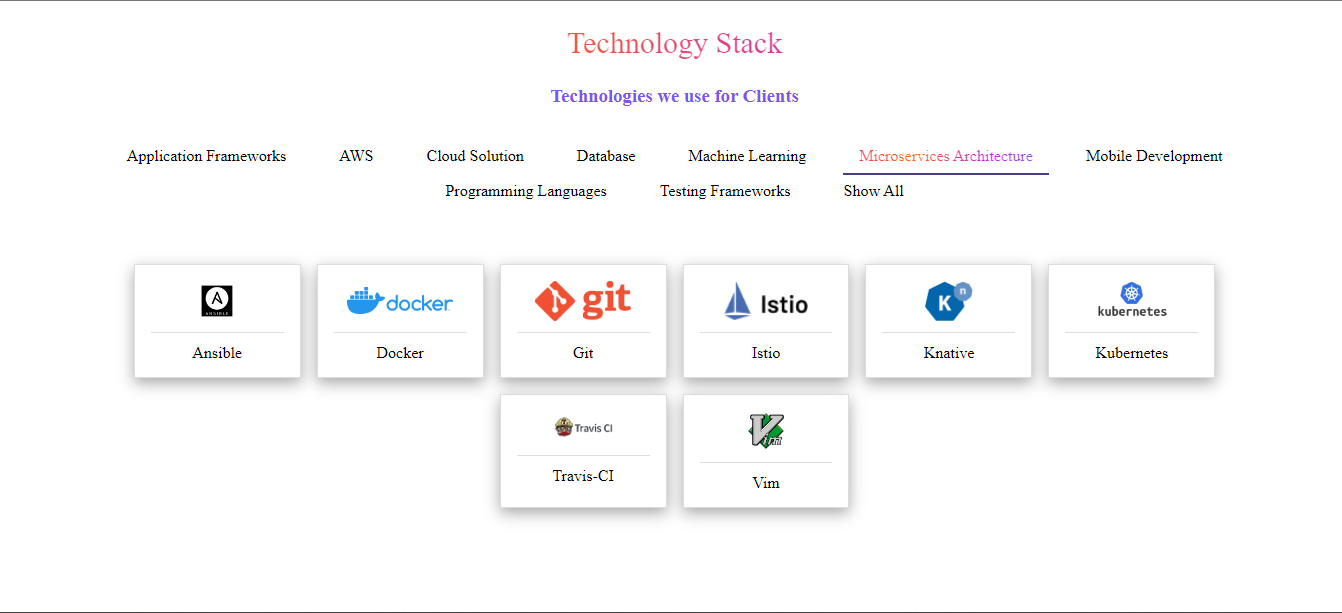 Technology Stack
Technologies we use for Clients
Application Frameworks AWS Cloud Solution Database Machine Learning Microservices Architecture Mobile Development
Programming Languages Testing Frameworks Show All
A ANSIBLE docker git Istio K n kubernetes
Ansible Docker Git Istio Knative Kubernetes
Travis CI Vim
Travis-CI Vim